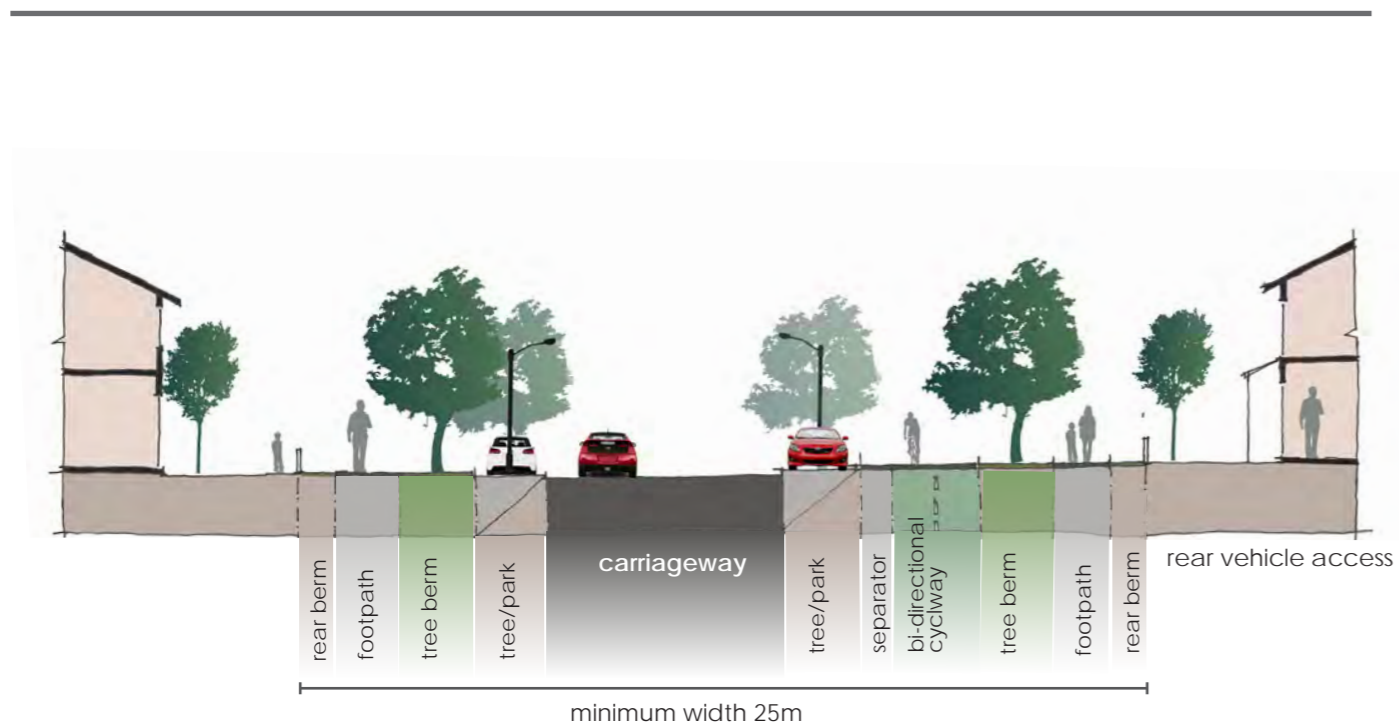 rear berm
footpath
tree berm
tree/park
carriageway
tree/park
separator
bi-directional
cyclway
tree berm
footpath
rear berm
rear vehicle access
minimum width 25m